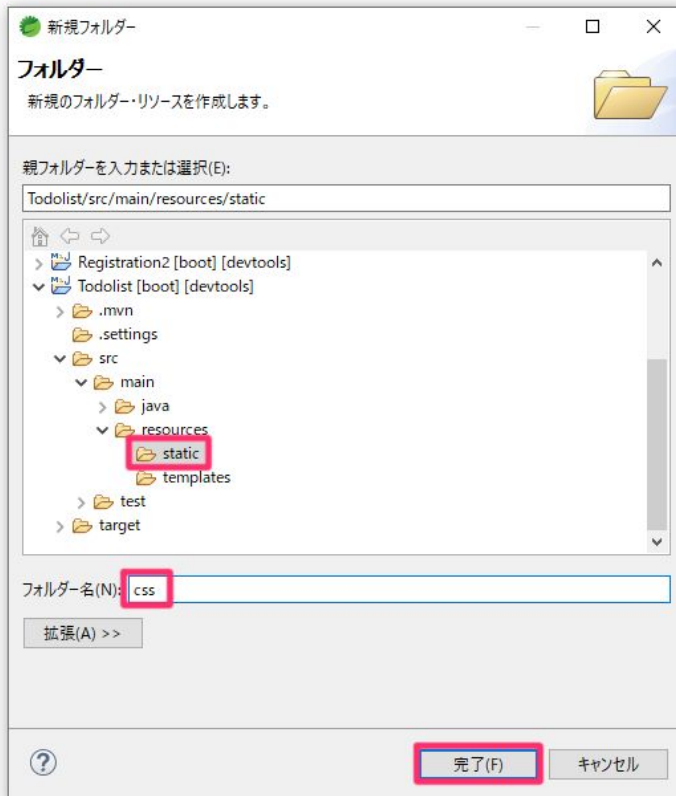 新規フォルダー
フォルダー
新規のフォルダー・リソースを作成します。
親フォルダーを入力または選択(E):
Todolist/src/main/resources/static
Registration2 [boot] [devtools]
Todolist [boot] [devtools]
.mvn
.settings
src
main
java
resources
static
templates
test
target
フォルダー名(N): css
拡張(A) >>
完了(F) キャンセル